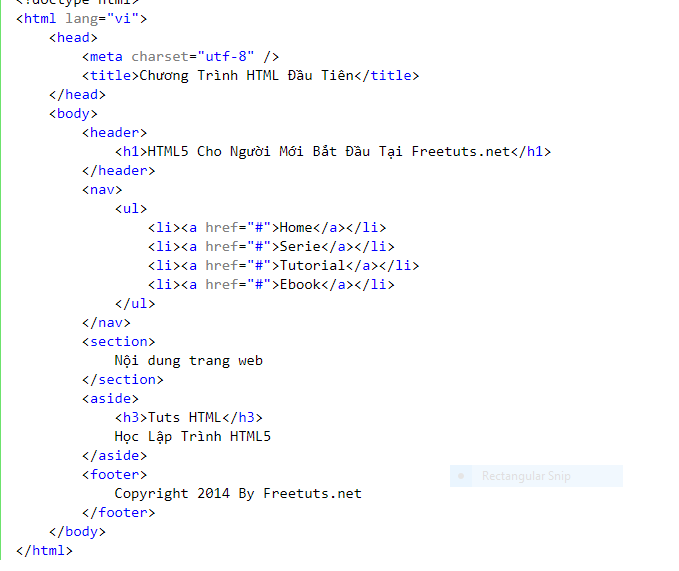 <!doctype html>
<html lang="vi">
<head>
<meta charset="utf-8" />
<title>Chương Trình HTML Đầu Tiên</title>
</head>
<body>
<header>
<h1>HTML5 Cho Người Mới Bắt Đầu Tại Freetuts.net</h1>
</header>
<nav>
<ul>
<li><a href="#">Home</a></li>
<li><a href="#">Serie</a></li>
<li><a href="#">Tutorial</a></li>
<li><a href="#">Ebook</a></li>
</ul>
</nav>
<section>
Nội dung trang web
</section>
<aside>
<h3>Tuts HTML</h3>
Học Lập Trình HTML5
</aside>
<footer>
Rectangular Snip
Copyright 2014 By Freetuts.net
</footer>
</body>
</html>